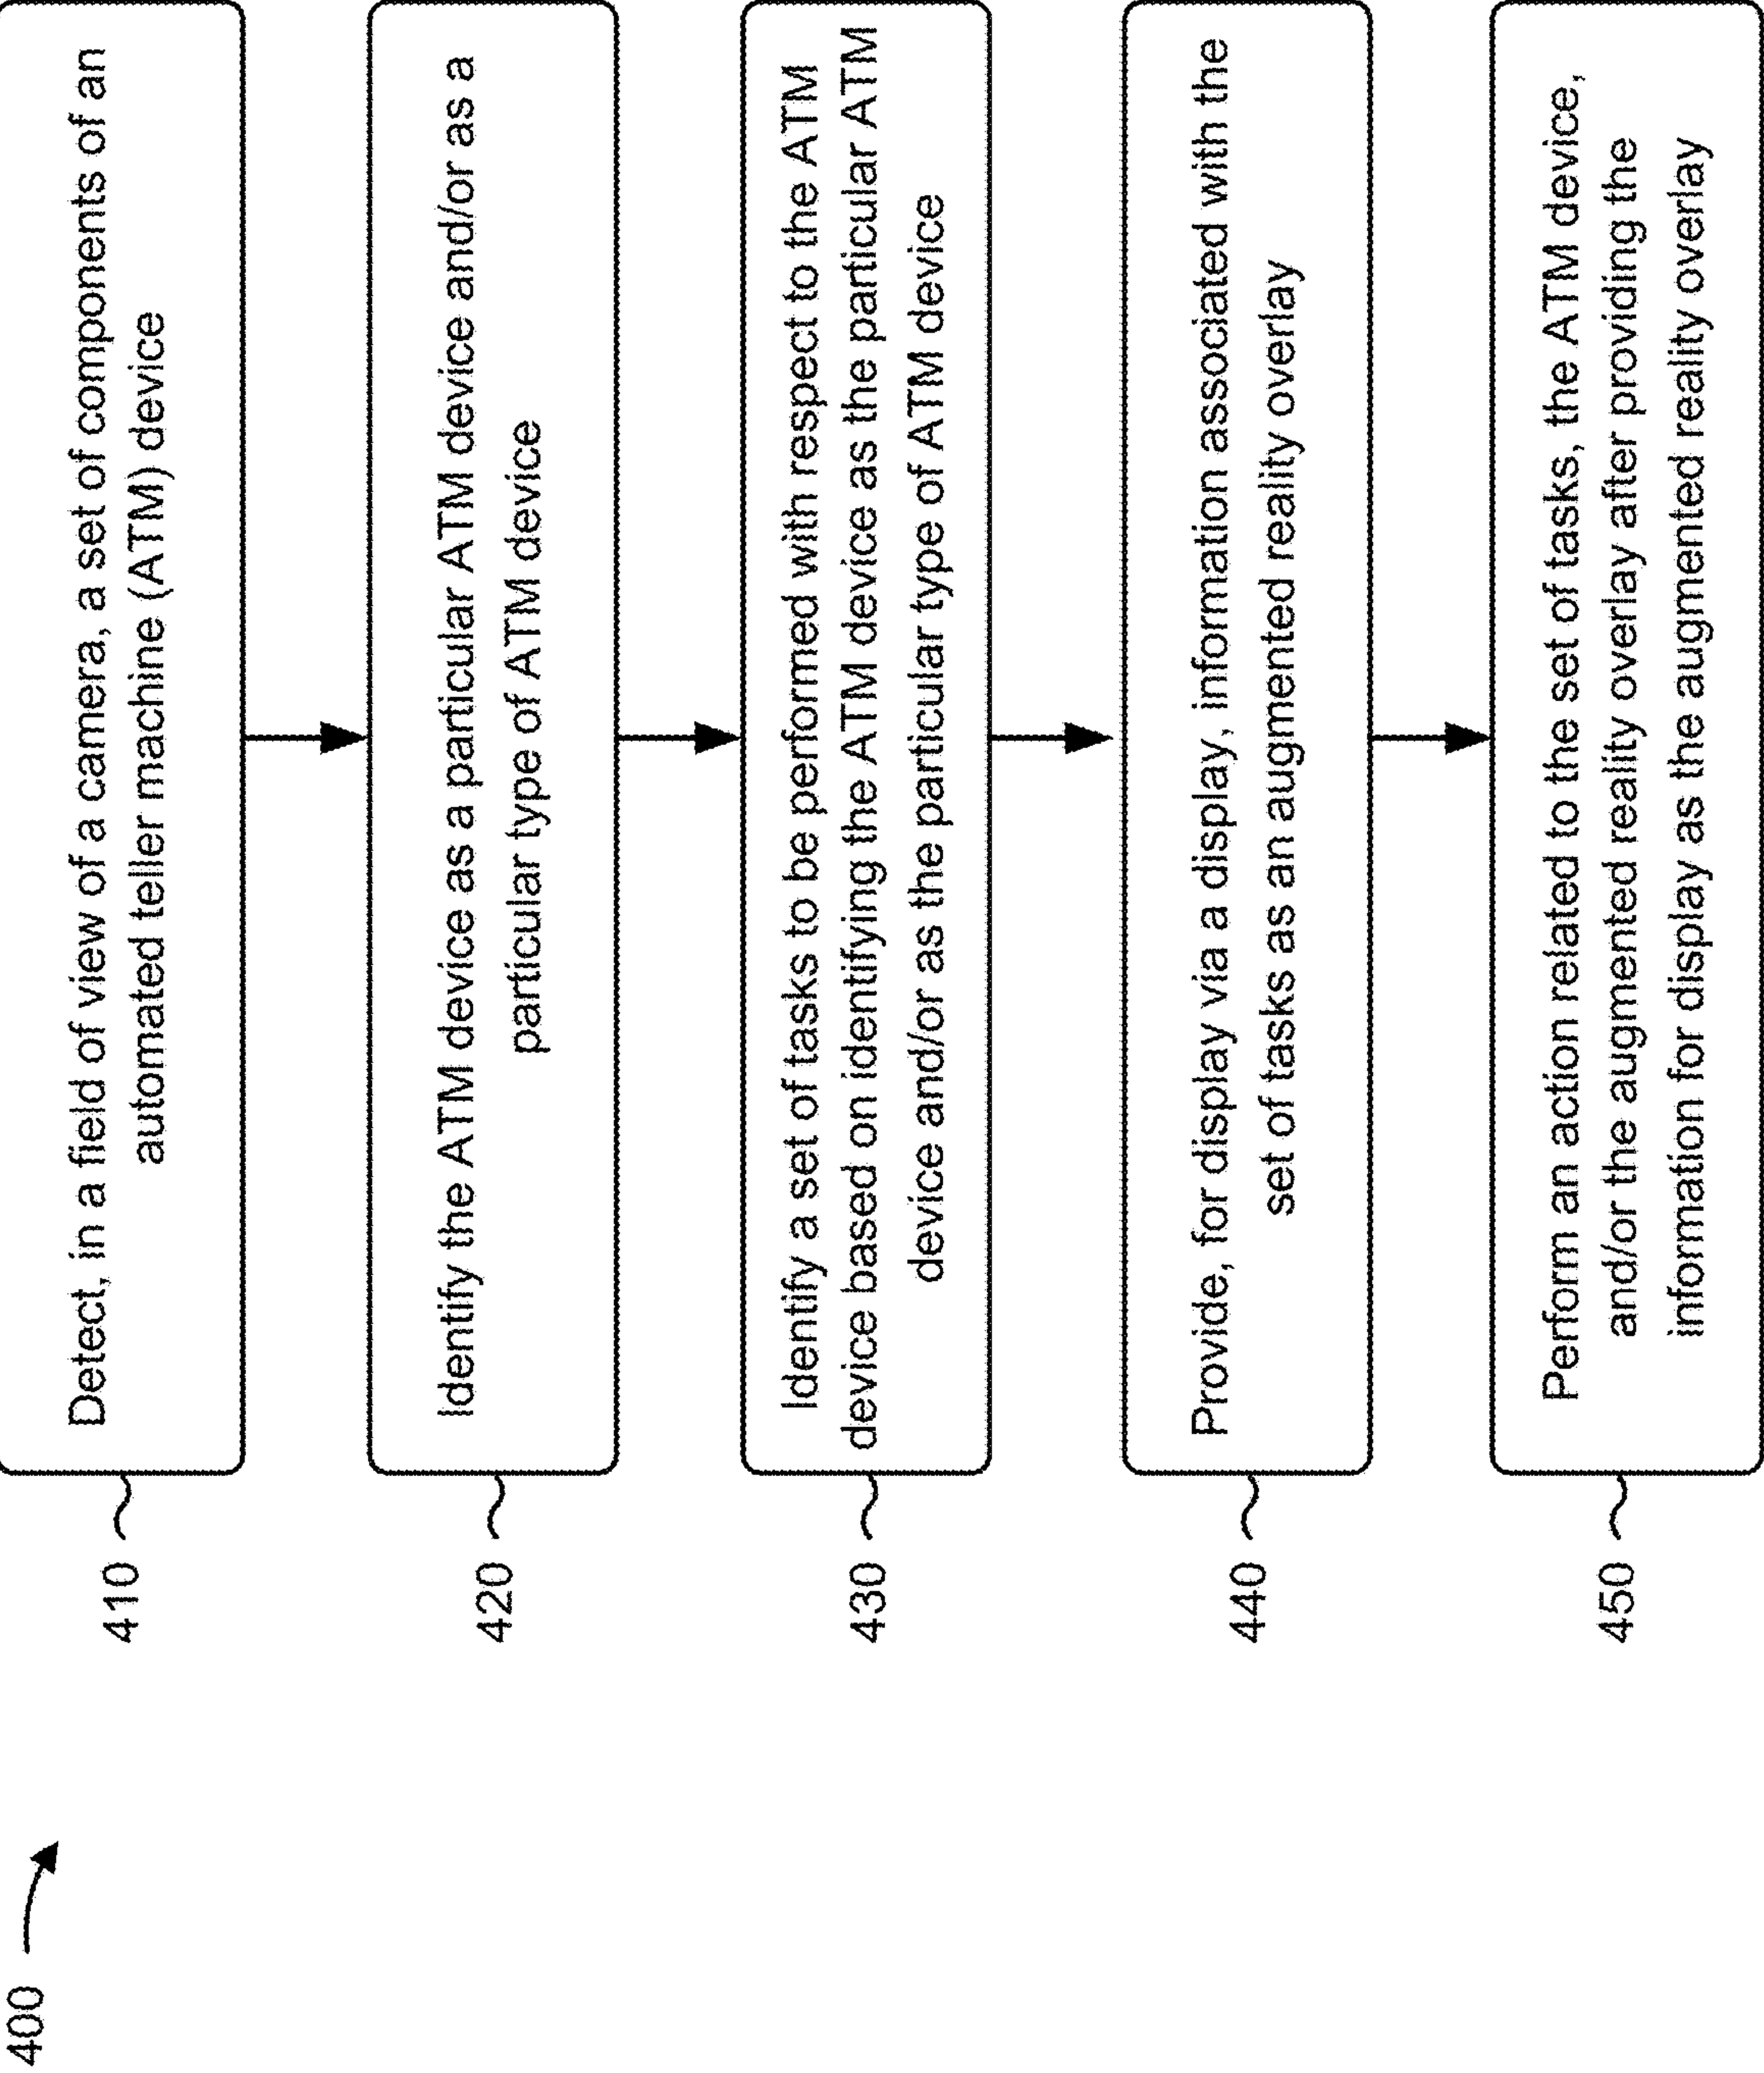 400
410
Detect, in a field of view of a camera, a set of components of an
automated teller machine (ATM) device
420
Identify the ATM device as a particular ATM device and/or as a
particular type of ATM device
430
Identify a set of tasks to be performed with respect to the ATM
device based on identifying the ATM device as the particular ATM
device and/or as the particular type of ATM device
440
Provide, for display via a display, information associated with the
set of tasks as an augmented reality overlay
450
Perform an action related to the set of tasks, the ATM device,
and/or the augmented reality overlay after providing the
information for display as the augmented reality overlay